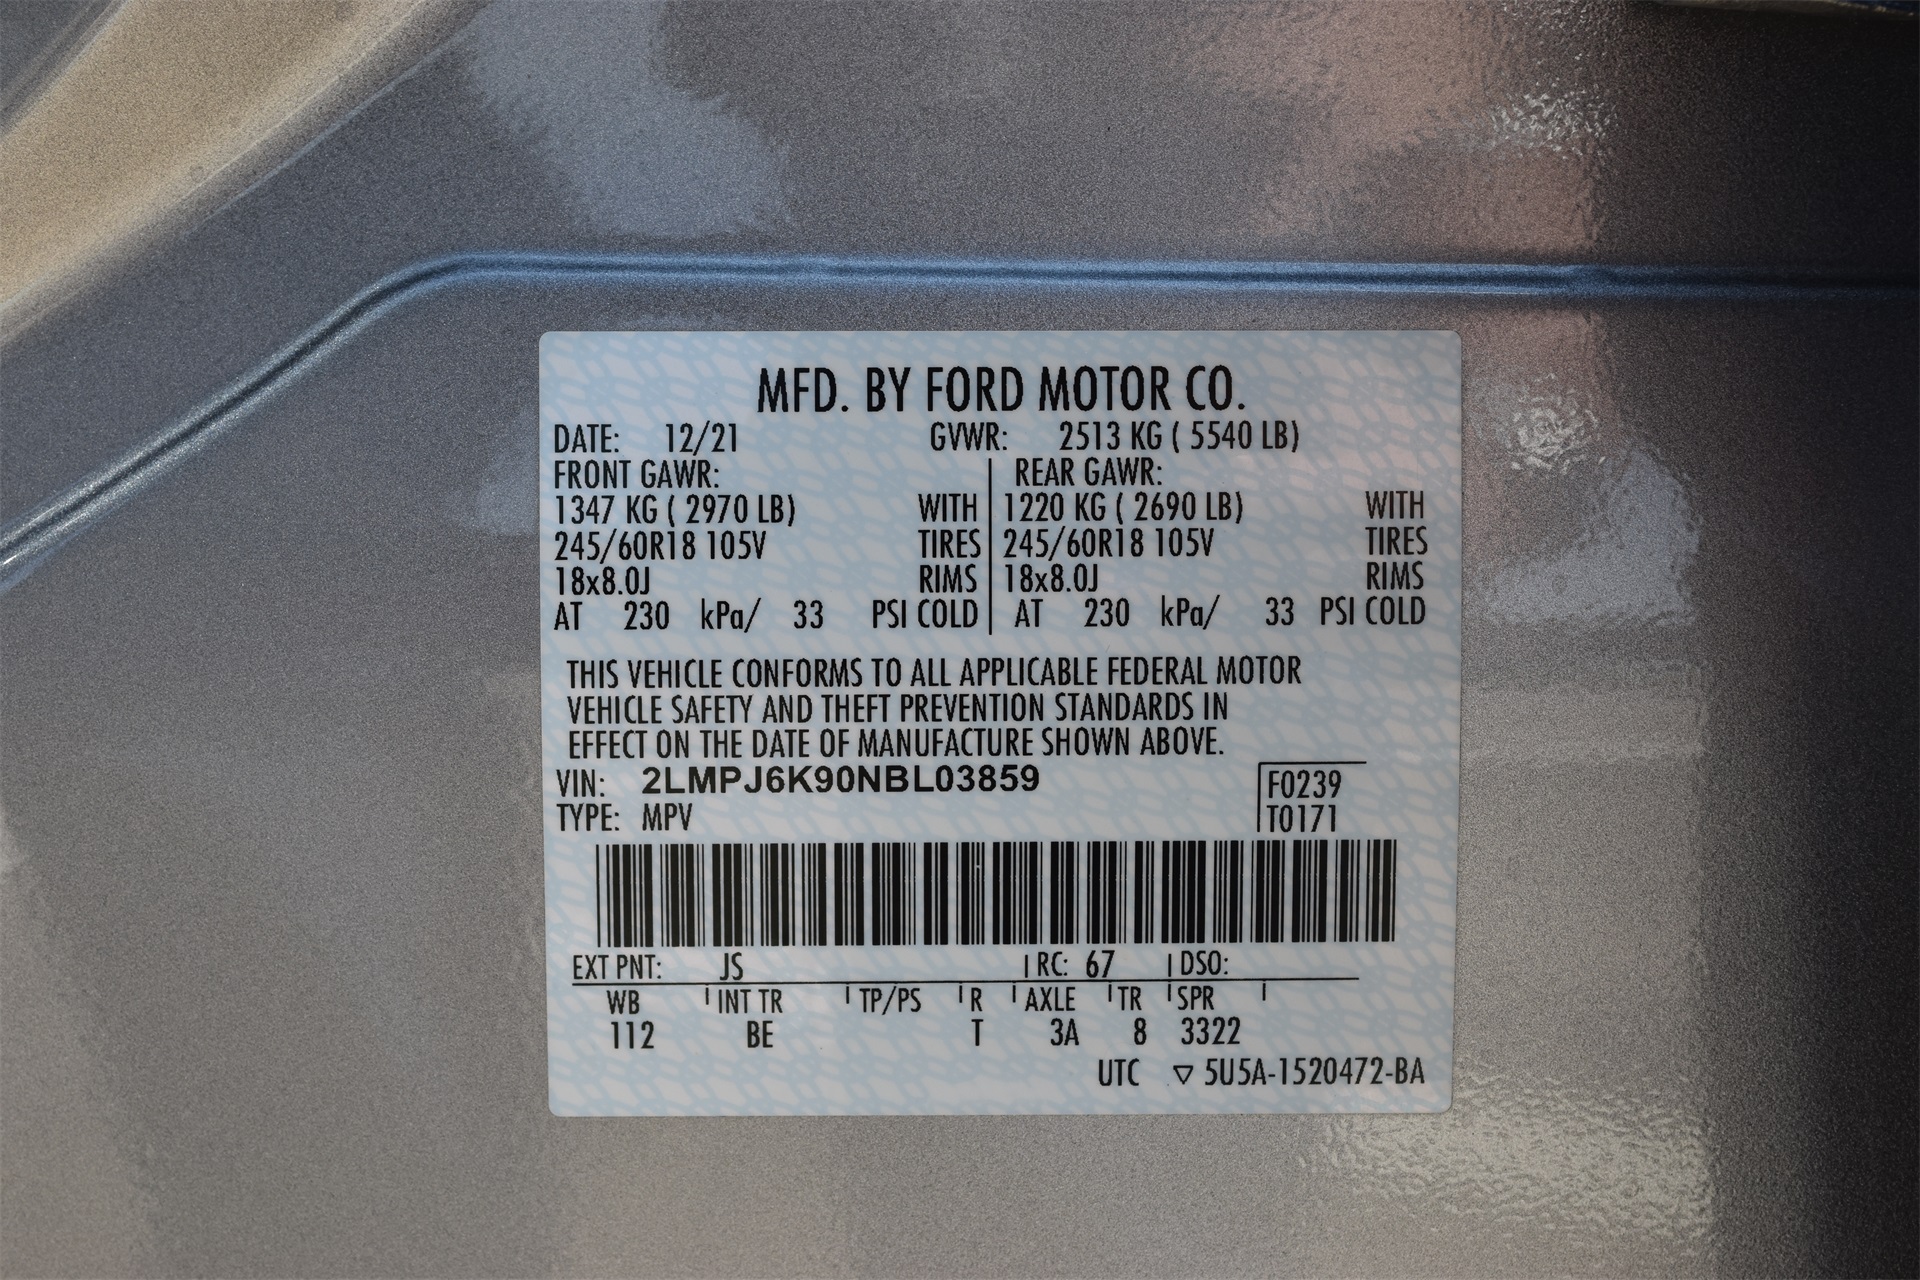 MFD. BY FORD MOTOR CO.
DATE: 12/21 GVWR: 2513 KG ( 5540 LB)
FRONT GAWR: REAR GAWR:
1347 KG ( 2970 LB) WITH 1220 KG ( 2690 LB) WITH
245/60R18 105V TIRES 245/60R18 105V TIRES
18x8.0J RIMS 18x8.0J RIMS
AT 230 kPa/ 33 PSI COLD AT 230 kPa/ 33 PSI COLD
THIS VEHICLE CONFORMS TO ALL APPLICABLE FEDERAL MOTOR
VEHICLE SAFETY AND THEFT PREVENTION STANDARDS IN
EFFECT ON THE DATE OF MANUFACTURE SHOWN ABOVE.
VIN: 2LMPJ6K90NBL03859 F0239
TYPE: MPV T0171
EXT PNT: JS RC: 67 DSO:
WB INT TR TP/PS R AXLE TR SPR
112 BE T 3A 8 3322
UTC ▽ 5U5A-1520472-BA